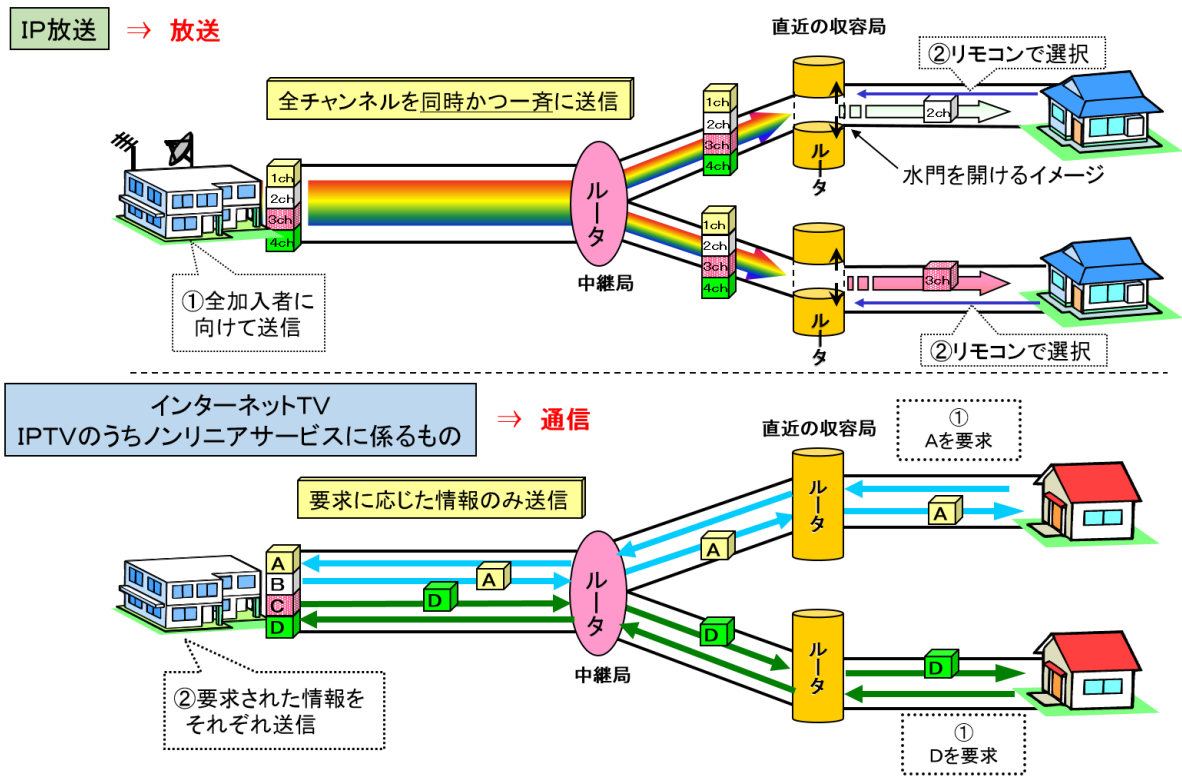 IP放送
⇒ 放送
直近の収容局
②リモコンで選択
全チャンネルを同時かつ一斉に送信
1ch
2ch
3ch
4ch
1ch
2ch
3ch
4ch
2ch
ルータ
水門を開けるイメージ
ルータ
中継局
1ch
2ch
3ch
4ch
3ch
ルータ
①全加入者に
向けて送信
②リモコンで選択
インターネットTV
IPTVのうちノンリニアサービスに係るもの
⇒ 通信
直近の収容局
①
Aを要求
要求に応じた情報のみ送信
ルータ
A
A
A
B
C
D
A
D
ルータ
中継局
D
ルータ
D
②要求された情報を
それぞれ送信
①
Dを要求